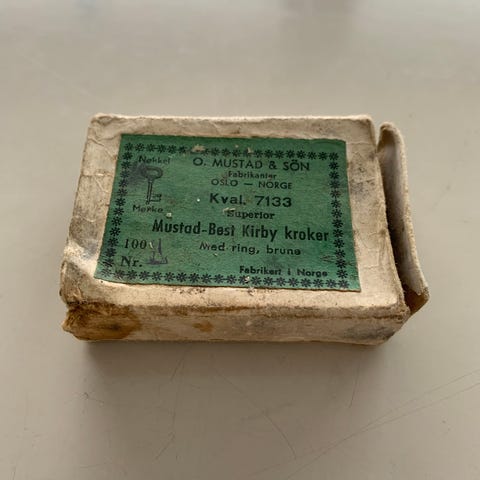 O. MUSTAD & SÖN
Fabrikanter
OSLO — NORGE
Nøkkel
Merke
Kval. 7133
Superior
Mustad-Best Kirby kroker
Med ring, brune
100
Nr.
Fabrikert i Norge